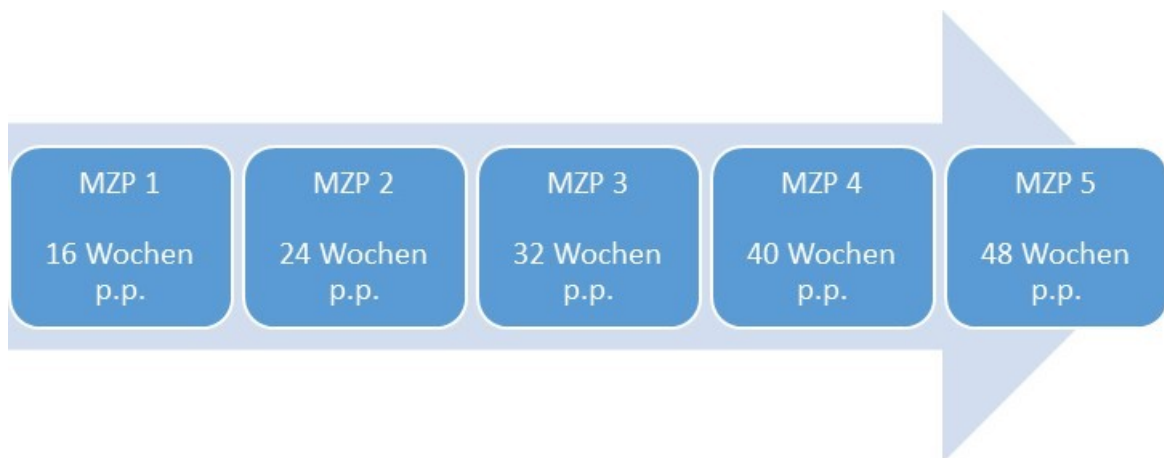 MZP 1
16 Wochen
p.p.
MZP 2
24 Wochen
p.p.
MZP 3
32 Wochen
p.p.
MZP 4
40 Wochen
p.p.
MZP 5
48 Wochen
p.p.